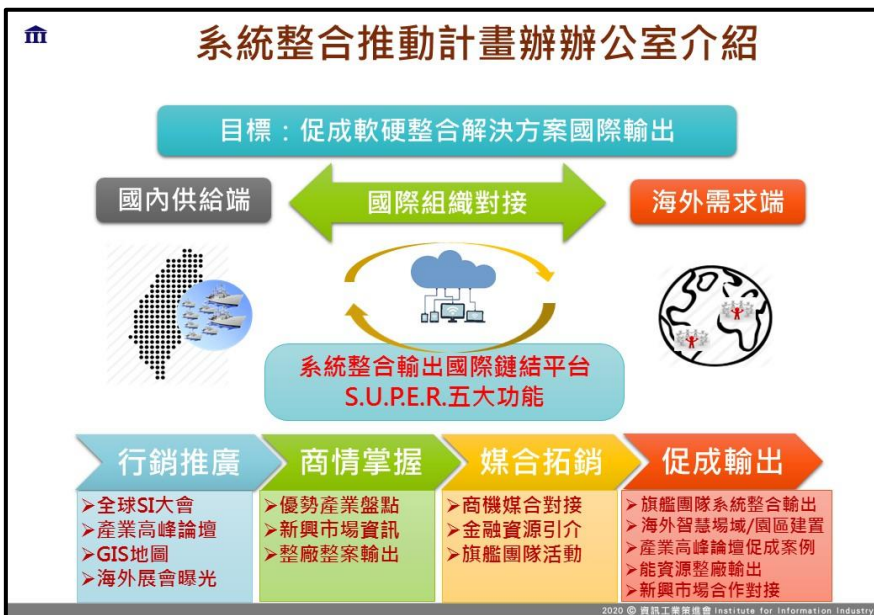 系統整合推動計畫辦辦公室介紹
目標：促成軟硬整合解決方案國際輸出
國內供給端
國際組織對接
海外需求端
系統整合輸出國際鏈結平台
S.U.P.E.R.五大功能
行銷推廣
➢全球SI大會
➢產業高峰論壇
➢GIS地圖
➢海外展會曝光
商情掌握
➢優勢產業盤點
➢新興市場資訊
➢整廠整案輸出
媒合拓銷
➢商機媒合對接
➢金融資源引介
➢旗艦團隊活動
促成輸出
➢旗艦團隊系統整合輸出
➢海外智慧場域/園區建置
➢產業高峰論壇促成案例
➢能資源整廠輸出
➢新興市場合作對接
2020 © 資訊工業策進會 Institute for Information Industry